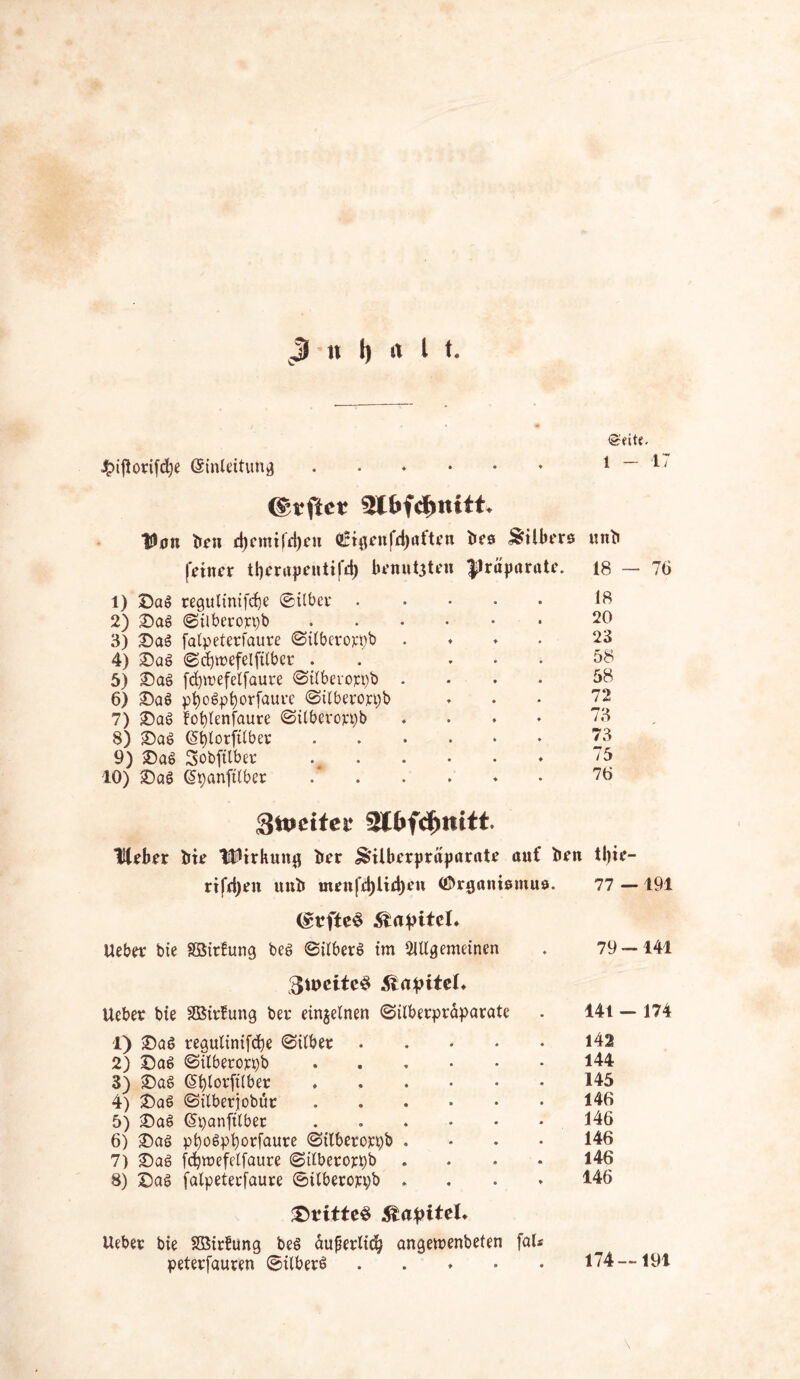 Inhalt.
Seite.
Historische Einleitung . . . . . . 1 — 17
Erster Abschnitt.
Von den chemischen Eigenschaften des Silbers und
seiner therapeutisch benutzten Präparate. 18 — 76
1) Das regulinische Silber . . . . . 18
2) Das Silberoxyd . . . . . . 20
3) Das salpetersaure Silberoxyd . . . . 23
4) Das Schwefelsilber . . . . . 58
5) Das schwefelsaure Silberoxyd . . . . 58
6) Das phosphorsaure Silberoxyd . . . 72
7) Das kohlensaure Silberoxyd . . . . 73
8) Das Chlorsilber . . . . . . 73
9) Das Jodsilber . . . . . . 75
10) Das Cyansilber . . . . . . 76
Zweiter Abschnitt.
Ueber die Wirkung der Silberpräparate auf den thie-
rischen und menschlichen Organismus. 77 — 191
Erstes Kapitel.
Ueber die Wirkung des Silbers im Allgemeinen . 79 — 141
Zweites Kapitel.
Ueber die Wirkung der einzelnen Silberpräparate . 141 — 174
1) Das regulinische Silber . . . . . 142
2) Das Silberoxyd . . . . . . 144
3) Das Chlorsilber . . . . . . 145
4) Das Silberjodür . . . . . . 146
5) Das Cyansilber . . . . . . 146
6) Das phosphorsaure Silberoxyd . . . . 146
7) Das schwefelsaure Silberoxyd . . . . 146
8) Das salpetersaure Silberoxyd . . . . 146
Drittes Kapitel.
Ueber die Wirkung des äußerlich angewendeten sal-
petersauren Silbers . . . . . 174 — 191